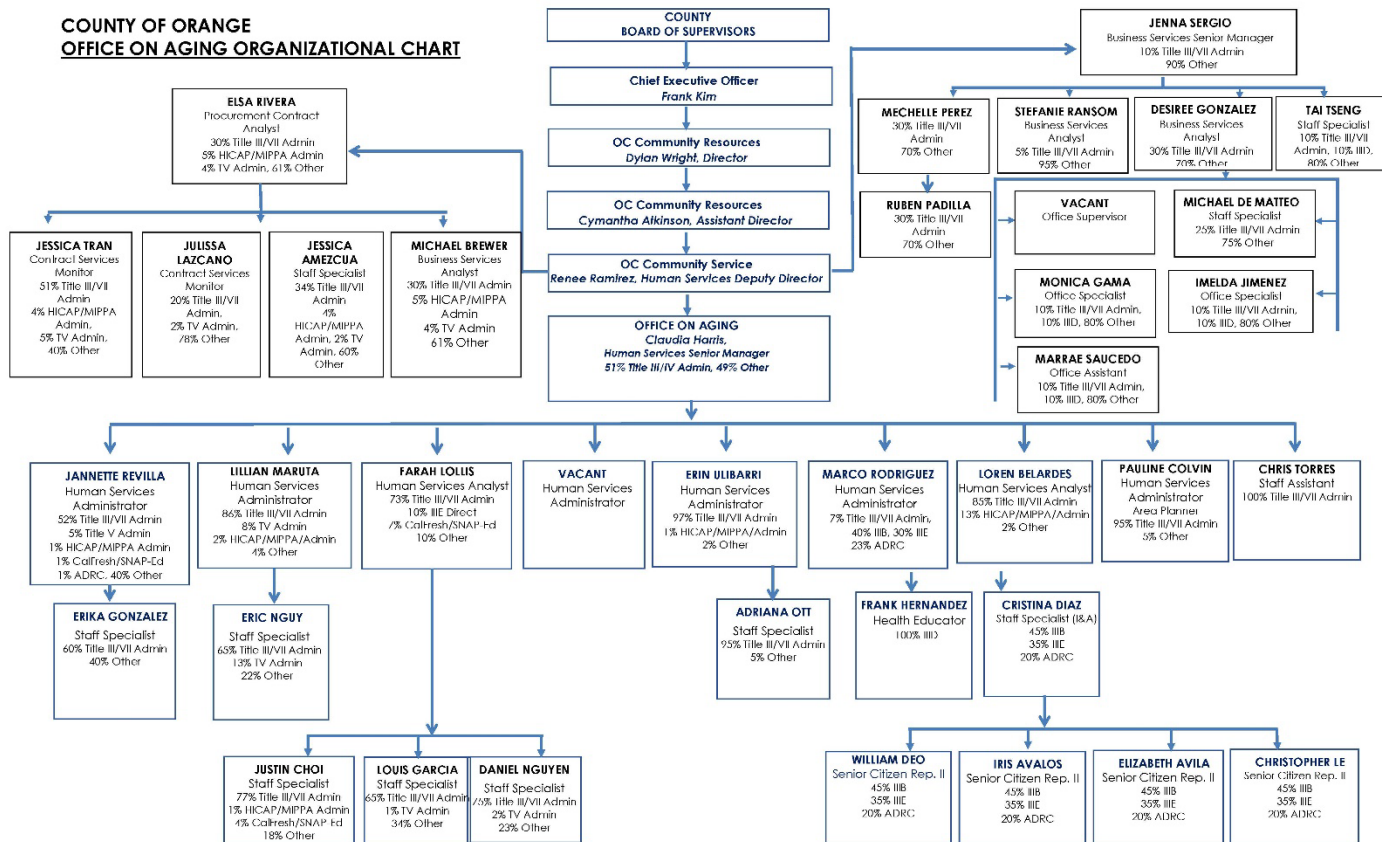 COUNTY OF ORANGE
OFFICE ON AGING ORGANIZATIONAL CHART
COUNTY
BOARD OF SUPERVISORS
Chief Executive Officer
Frank Kim
OC Community Resources
Dylan Wright, Director
OC Community Resources
Cymantha Atkinson, Assistant Director
OC Community Service
Renee Ramirez, Human Services Deputy Director
OFFICE ON AGING
Claudia Harris,
Human Services Senior Manager
51% Title III/IV Admin, 49% Other
ELSA RIVERA
Procurement Contract
Analyst
30% Title III/VII Admin
5% HICAP/MIPPA Admin
4% TV Admin, 61% Other
JESSICA TRAN
Contract Services
Monitor
51% Title III/VII
Admin
4% HICAP/MIPPA
Admin,
5% TV Admin,
40% Other
JULISSA
LAZCANO
Contract Services
Monitor
20% Title III/VII
Admin,
2% TV Admin,
78% Other
JESSICA
AMEZCUA
Staff Specialist
34% Title III/VII
Admin
4%
HICAP/MIPPA
Admin, 2% TV
Admin, 60%
Other
MICHAEL BREWER
Business Services
Analyst
30% Title III/VII Admin
5% HICAP/MIPPA
Admin
4% TV Admin
61% Other
JENNA SERGIO
Business Services Senior Manager
10% Title III/VII Admin
90% Other
MECHELLE PEREZ
30% Title III/VII
Admin
70% Other
STEFANIE RANSOM
Business Services
Analyst
5% Title III/VII Admin
95% Other
DESIREE GONZALEZ
Business Services
Analyst
30% Title III/VII Admin
70% Other
TAI TSENG
Staff Specialist
10% Title III/VII
Admin, 10% IIID,
80% Other
RUBEN PADILLA
30% Title III/VII
Admin
70% Other
VACANT
Office Supervisor
MICHAEL DE MATTEO
Staff Specialist
25% Title III/VII Admin
75% Other
MONICA GAMA
Office Specialist
10% Title III/VII Admin,
10% IIID, 80% Other
IMELDA JIMENEZ
Office Specialist
10% Title III/VII Admin,
10% IIID, 80% Other
MARRAE SAUCEDO
Office Assistant
10% Title III/VII Admin,
10% IIID, 80% Other
JANNETTE REVILLA
Human Services
Administrator
52% Title III/VII Admin
5% Title V Admin
1% HICAP/MIPPA Admin
1% CalFresh/SNAP-Ed
1% ADRC, 40% Other
LILLIAN MARUTA
Human Services
Administrator
86% Title III/VII Admin
8% TV Admin
2% HICAP/MIPPA/Admin
4% Other
FARAH LOLLIS
Human Services Analyst
73% Title III/VII Admin
10% IIIE Direct
7% CalFresh/SNAP-Ed
10% Other
VACANT
Human Services
Administrator
ERIN ULIBARRI
Human Services
Administrator
97% Title III/VII Admin
1% HICAP/MIPPA/Admin
2% Other
MARCO RODRIGUEZ
Human Services
Administrator
7% Title III/VII Admin,
40% IIIB, 30% IIIE
23% ADRC
LOREN BELARDES
Human Services Analyst
85% Title III/VII Admin
13% HICAP/MIPPA/Admin
2% Other
PAULINE COLVIN
Human Services
Administrator
Area Planner
95% Title III/VII Admin
5% Other
CHRIS TORRES
Staff Assistant
100% Title III/VII Admin
ERIKA GONZALEZ
Staff Specialist
60% Title III/VII Admin
40% Other
ERIC NGUY
Staff Specialist
65% Title III/VII Admin
13% TV Admin
22% Other
ADRIANA OTT
Staff Specialist
95% Title III/VII Admin
5% Other
FRANK HERNANDEZ
Health Educator
100% IIID
CRISTINA DIAZ
Staff Specialist (I&A)
45% IIIB
35% IIIE
20% ADRC
JUSTIN CHOI
Staff Specialist
77% Title III/VII Admin
1% HICAP/MIPPA Admin
4% CalFresh/SNAP-Ed
18% Other
LOUIS GARCIA
Staff Specialist
65% Title III/VII Admin
1% TV Admin
34% Other
DANIEL NGUYEN
Staff Specialist
75% Title III/VII Admin
2% TV Admin
23% Other
WILLIAM DEO
Senior Citizen Rep. II
45% IIIB
35% IIIE
20% ADRC
IRIS AVALOS
Senior Citizen Rep. II
45% IIIB
35% IIIE
20% ADRC
ELIZABETH AVILA
Senior Citizen Rep. II
45% IIIB
35% IIIE
20% ADRC
CHRISTOPHER LE
Senior Citizen Rep. II
45% IIIB
35% IIIE
20% ADRC